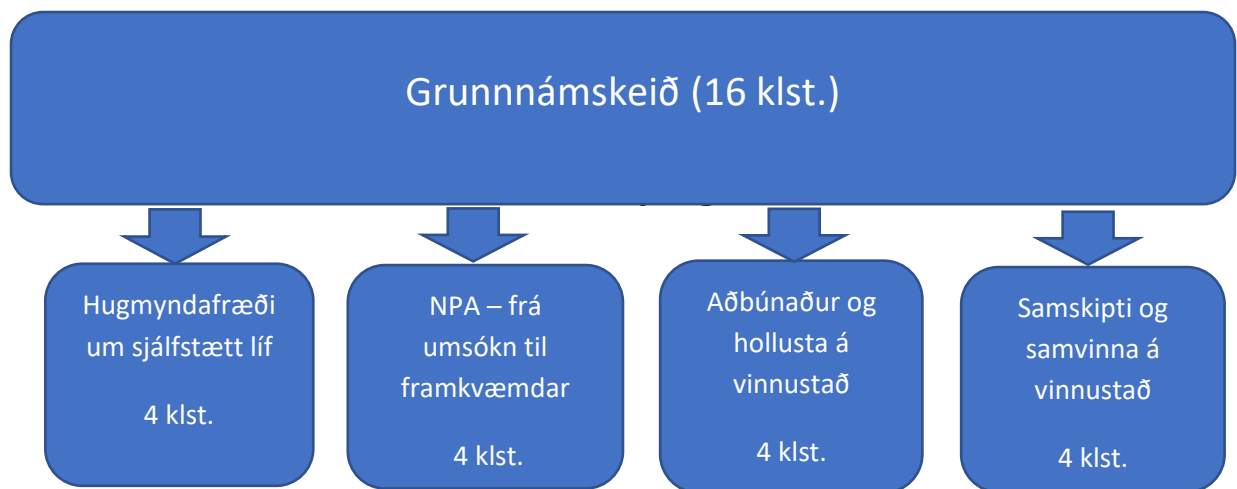 Grunnnámskeið (16 klst.)
Hugmyndafræði
um sjálfstætt líf
4 klst.
NPA – frá
umsókn til
framkvæmdar
4 klst.
Aðbúnaður og
hollusta á
vinnustað
4 klst.
Samskipti og
samvinna á
vinnustað
4 klst.